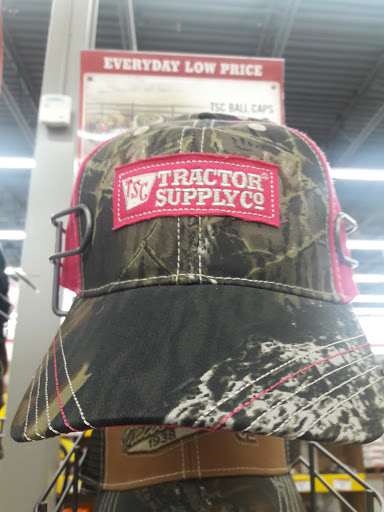 EVERYDAY LOW PRICE
TSC BALL CAPS
TSC TRACTOR
SUPPLY CO
1938